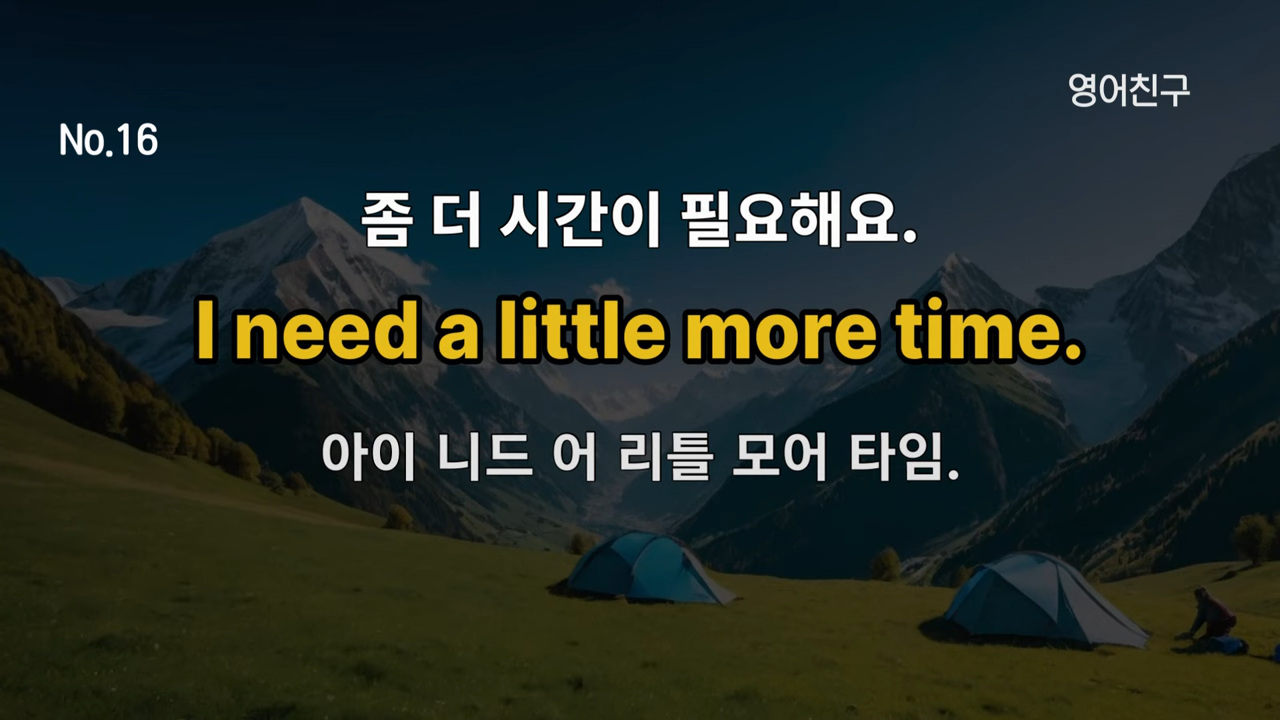 영어친구
No.16
좀 더 시간이 필요해요.
I need a little more time.
아이 니드 어 리틀 모어 타임.